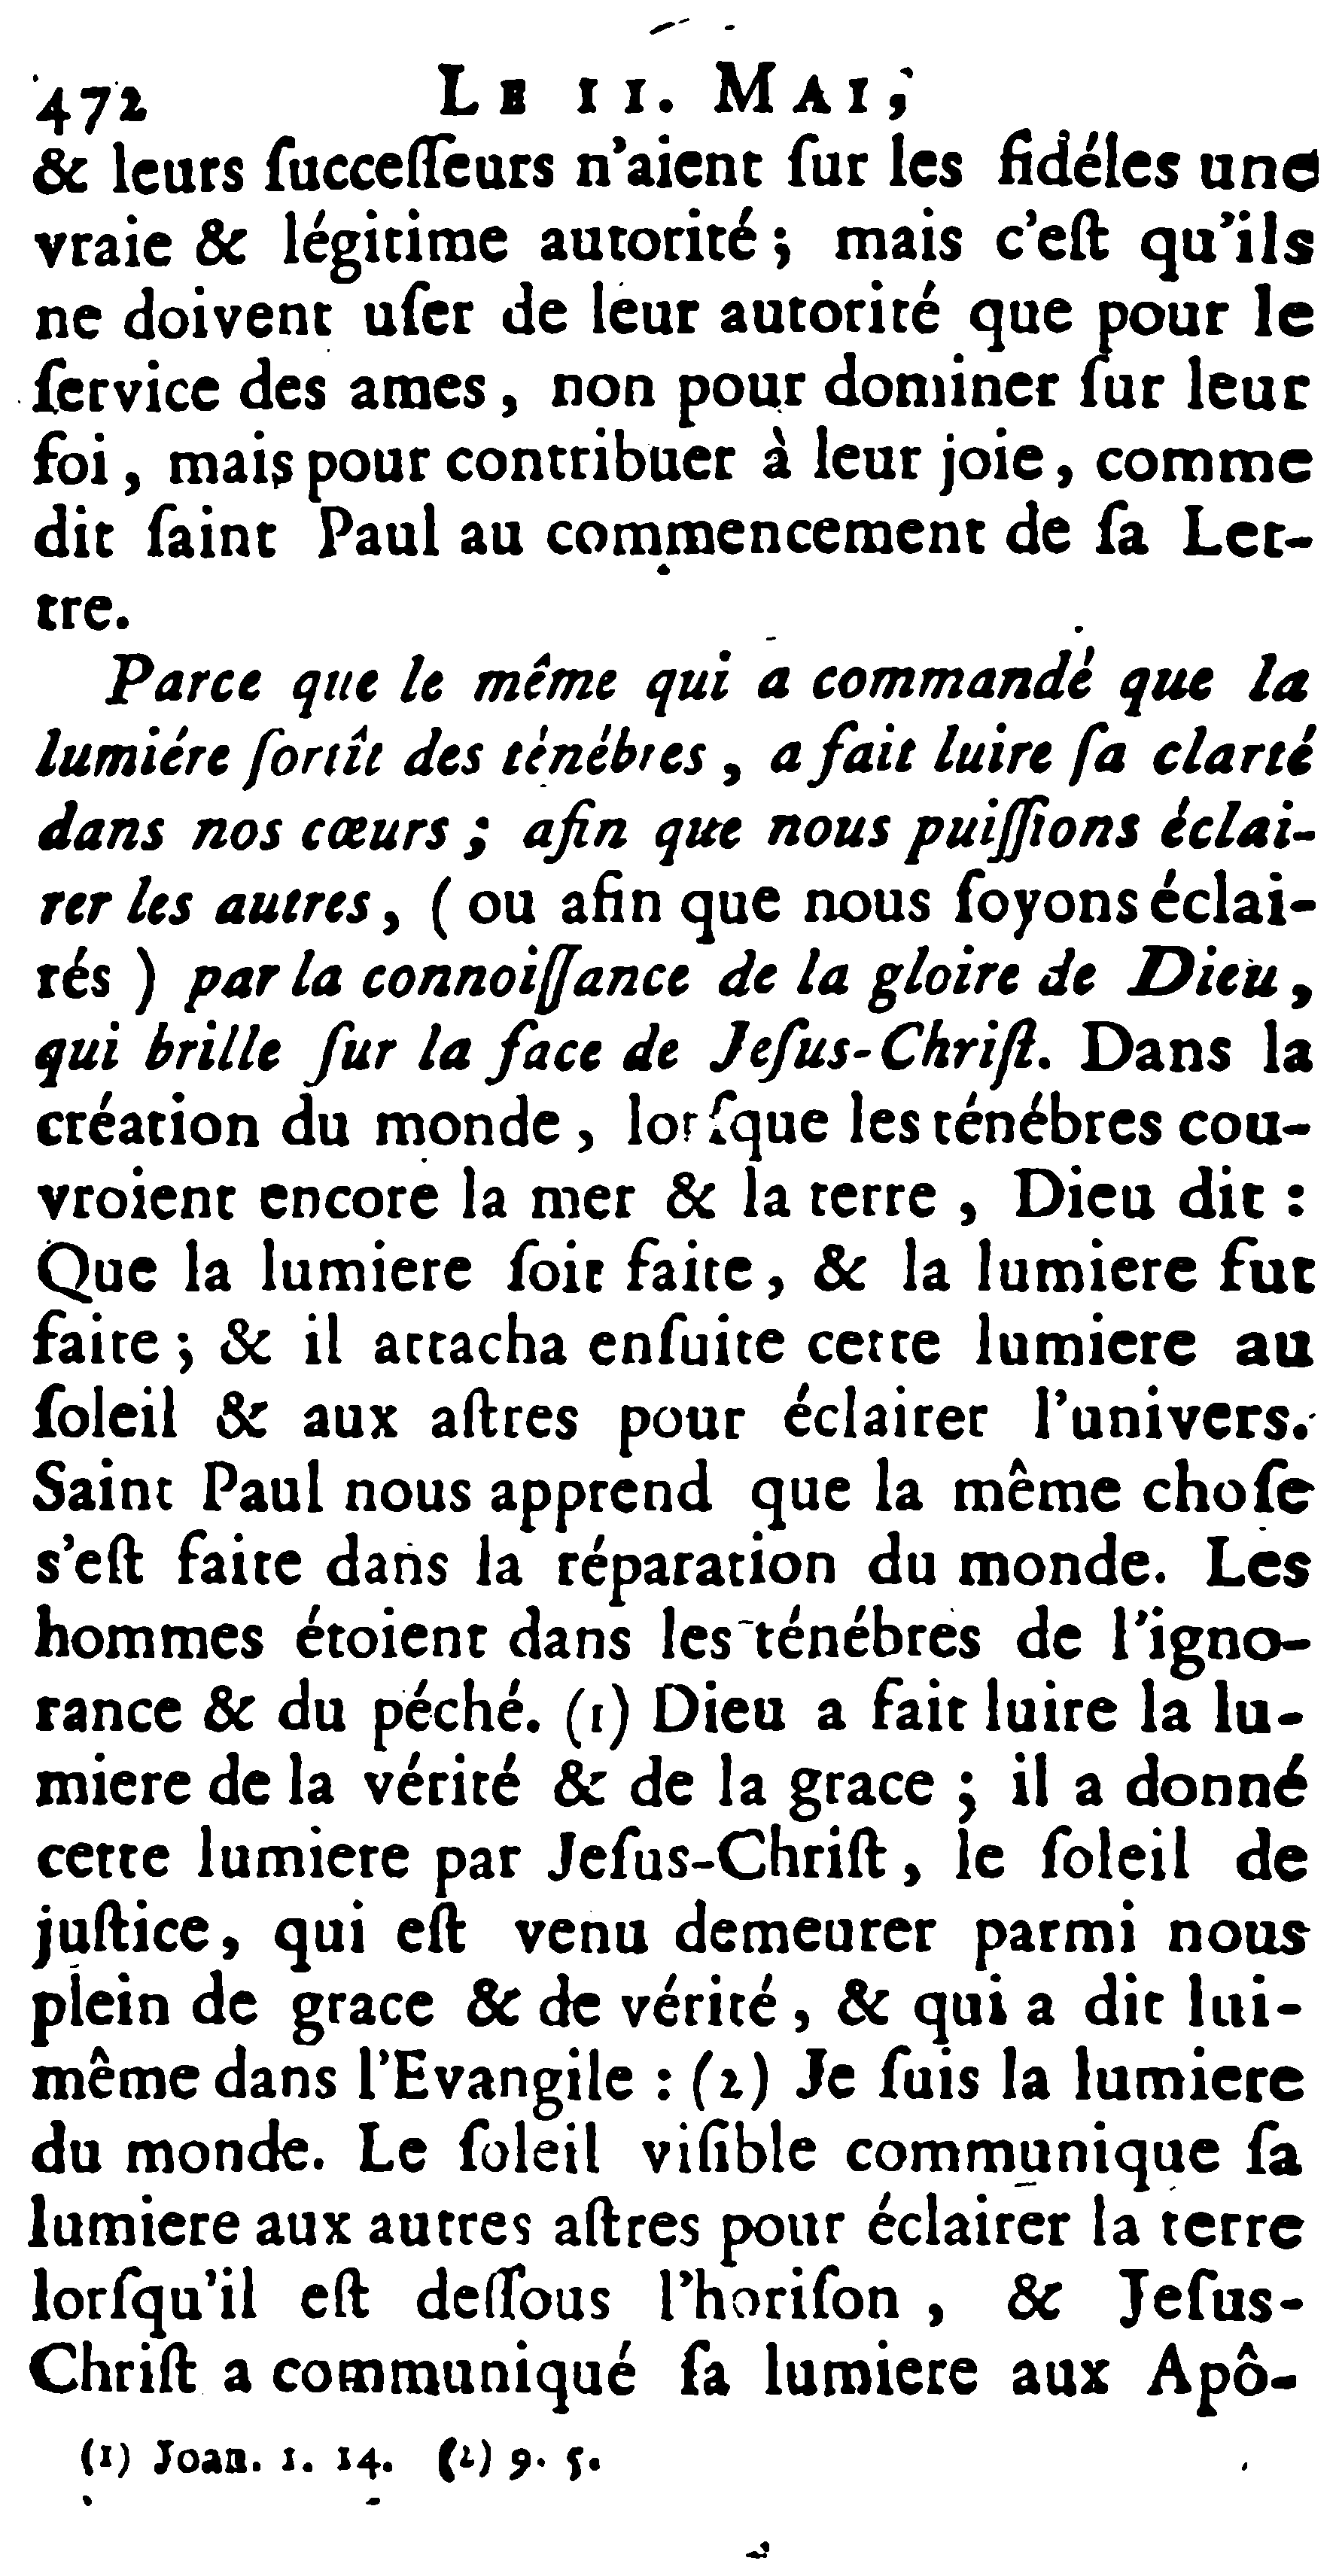 472 LE II. MAI,
& leurs ſucceſſeurs n'aient ſur les fidéles une
vraie & légitime autorité; mais c'eſt qu'ils
ne doivent uſer de leur autorité que pour le
ſervice des ames, non pour dominer ſur leur
foi, mais pour contribuer à leur joie, comme
dit ſaint Paul au commencement de ſa Let-
tre.
Parce que le même qui a commandé que la
lumiére ſortît des ténébres, a fait luire ſa clarté
dans nos cœurs; afin que nous puiſſions éclai-
rer les autres, (ou afin que nous ſoyons éclai-
rés) par la connoiſſance de la gloire de Dieu,
qui brille ſur la face de Jeſus-Chriſt. Dans la
création du monde, lorſque les ténébres cou-
vroient encore la mer & la terre, Dieu dit:
Que la lumiere ſoit faite, & la lumiere fut
faite; & il attacha enſuite cette lumiere au
ſoleil & aux aſtres pour éclairer l'univers.
Saint Paul nous apprend que la même choſe
s'eſt faite dans la réparation du monde. Les
hommes étoient dans les ténébres de l'igno-
rance & du péché. (1) Dieu a fait luire la lu-
miere de la vérité & de la grace; il a donné
cette lumiere par Jeſus-Chriſt, le ſoleil de
juſtice, qui eſt venu demeurer parmi nous
plein de grace & de vérité, & qui a dit lui-
même dans l'Evangile: (2) Je ſuis la lumiere
du monde. Le ſoleil viſible communique ſa
lumiere aux autres aſtres pour éclairer la terre
lorſqu'il eſt deſſous l'horiſon, & Jeſus-
Chriſt a communiqué ſa lumiere aux Apô-
(1) Joan. 1. 14. (2) 9. 5.